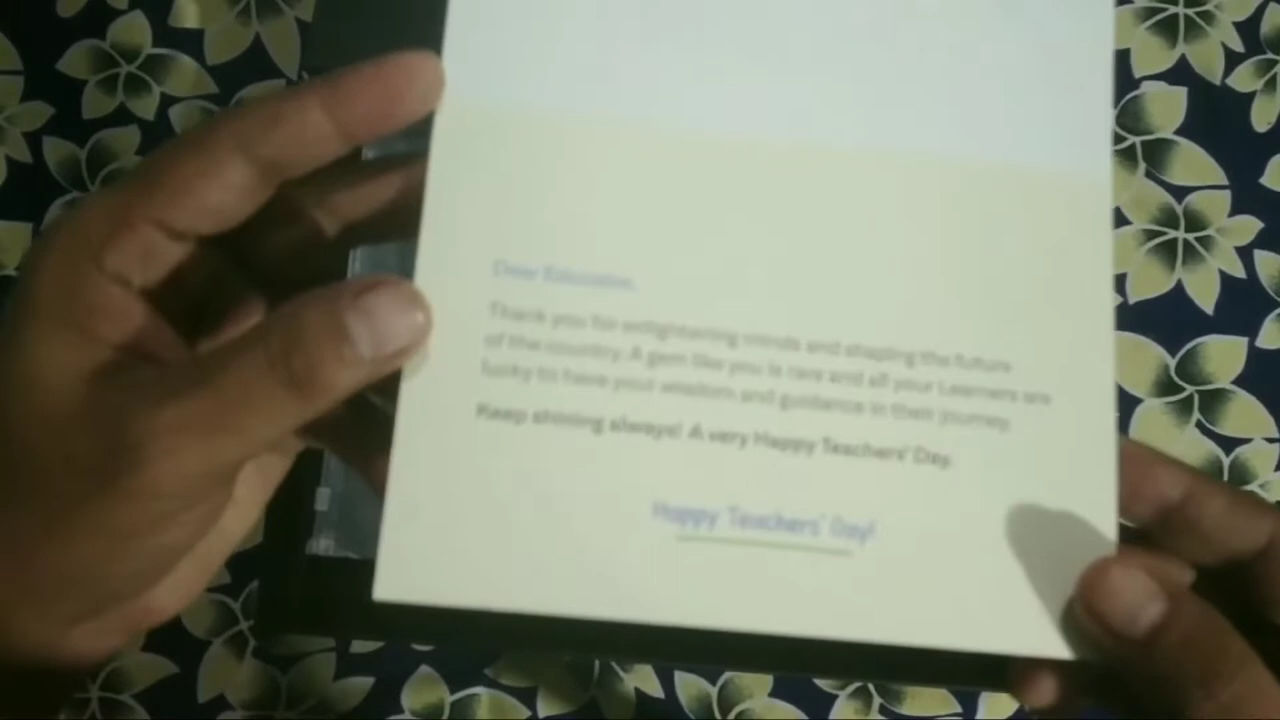 Dear Educator,
Thank you for enlightening minds and shaping the future
of the country. A gem like you is rare and all your Learners are
lucky to have your wisdom and guidance in their journey.
Keep shining always! A very Happy Teachers' Day.
Happy Teachers' Day!